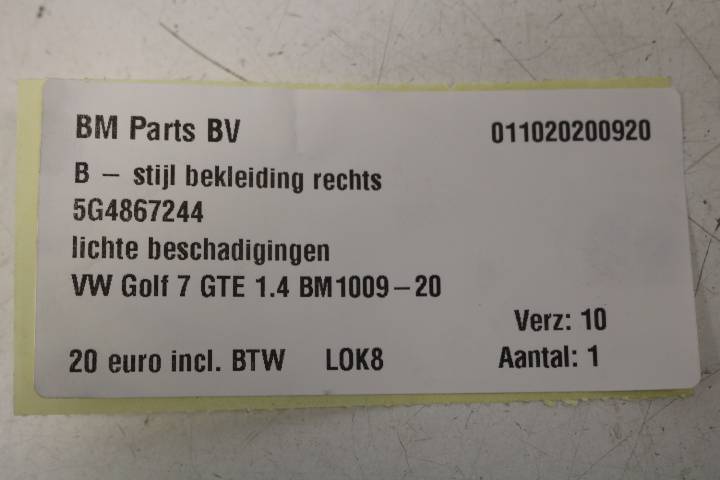 BM Parts BV 011020200920
B – stijl bekleiding rechts
5G4867244
lichte beschadigingen
VW Golf 7 GTE 1.4 BM1009–20
Verz: 10
20 euro incl. BTW LOK8 Aantal: 1